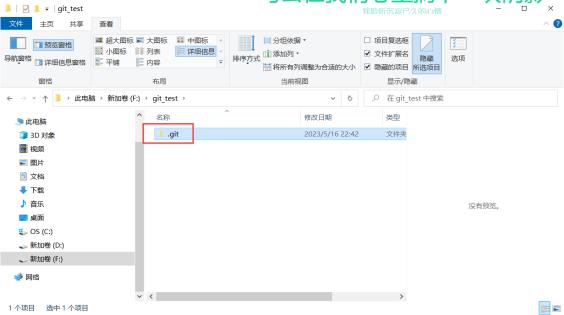 git_test
文件 主页 共享 查看
导航窗格
预览窗格
详细信息窗格
窗格
超大图标 大图标 中图标
小图标 列表 详细信息
平铺 内容
布局
排序方式
分组依据
添加列
将所有列调整为合适的大小
当前视图
项目复选框
文件扩展名
隐藏的项目
隐藏
所选项目
显示/隐藏
选项
此电脑 › 新加卷 (F:) › git_test
在 git_test 中搜索
此电脑
3D 对象
视频
图片
文档
下载
音乐
桌面
OS (C:)
新加卷 (D:)
新加卷 (F:)
网络
名称 修改日期 类型
.git 2023/5/16 22:42 文件夹
没有预览。
1 个项目 选中 1 个项目